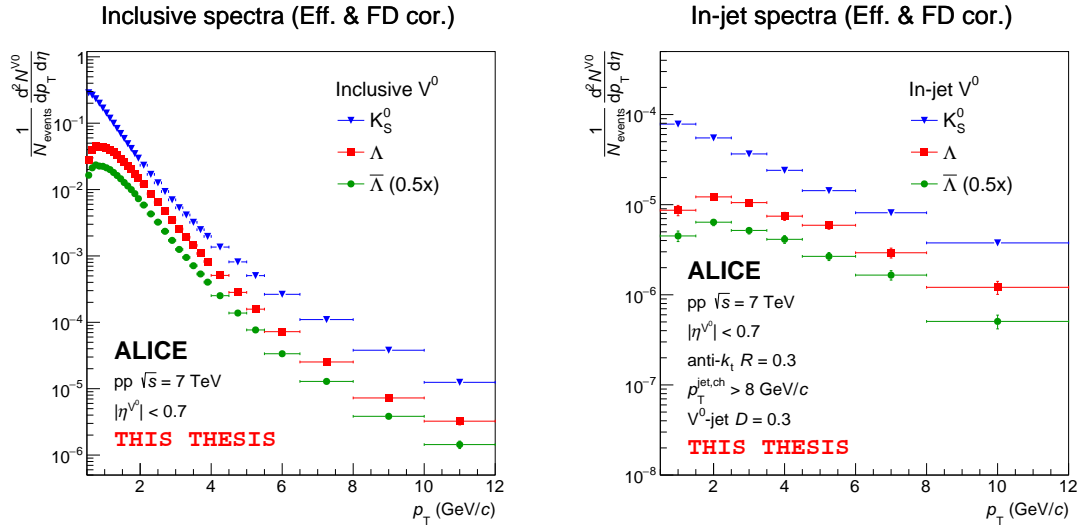 Inclusive spectra (Eff. & FD cor.)
1/N_events d²N^V0/dp_T dη
1
10⁻¹
10⁻²
10⁻³
10⁻⁴
10⁻⁵
10⁻⁶
Inclusive V⁰
K⁰_S
Λ
Λ̅ (0.5x)
ALICE
pp √s = 7 TeV
|η^V⁰| < 0.7
THIS THESIS
2 4 6 8 10 12
p_T (GeV/c)
In-jet spectra (Eff. & FD cor.)
1/N_events d²N^V0/dp_T dη
10⁻⁴
10⁻⁵
10⁻⁶
10⁻⁷
10⁻⁸
In-jet V⁰
K⁰_S
Λ
Λ̅ (0.5x)
ALICE
pp √s = 7 TeV
|η^V⁰| < 0.7
anti-k_t R = 0.3
p_T^jet,ch > 8 GeV/c
V⁰-jet D = 0.3
THIS THESIS
2 4 6 8 10 12
p_T (GeV/c)